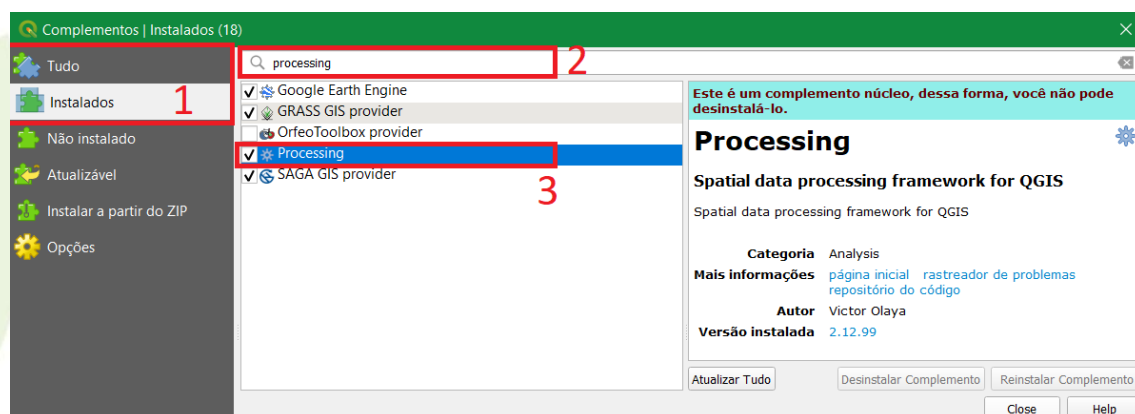 Complementos | Instalados (18)
Tudo
Instalados
1
Não instalado
Atualizável
Instalar a partir do ZIP
Opções
processing
2
Google Earth Engine
GRASS GIS provider
OrfeoToolbox provider
Processing
SAGA GIS provider
3
Este é um complemento núcleo, dessa forma, você não pode
desinstalá-lo.
Processing
Spatial data processing framework for QGIS
Spatial data processing framework for QGIS
Categoria Analysis
Mais informações página inicial rastreador de problemas
repositório do código
Autor Victor Olaya
Versão instalada 2.12.99
Atualizar Tudo Desinstalar Complemento Reinstalar Complemento
Close Help